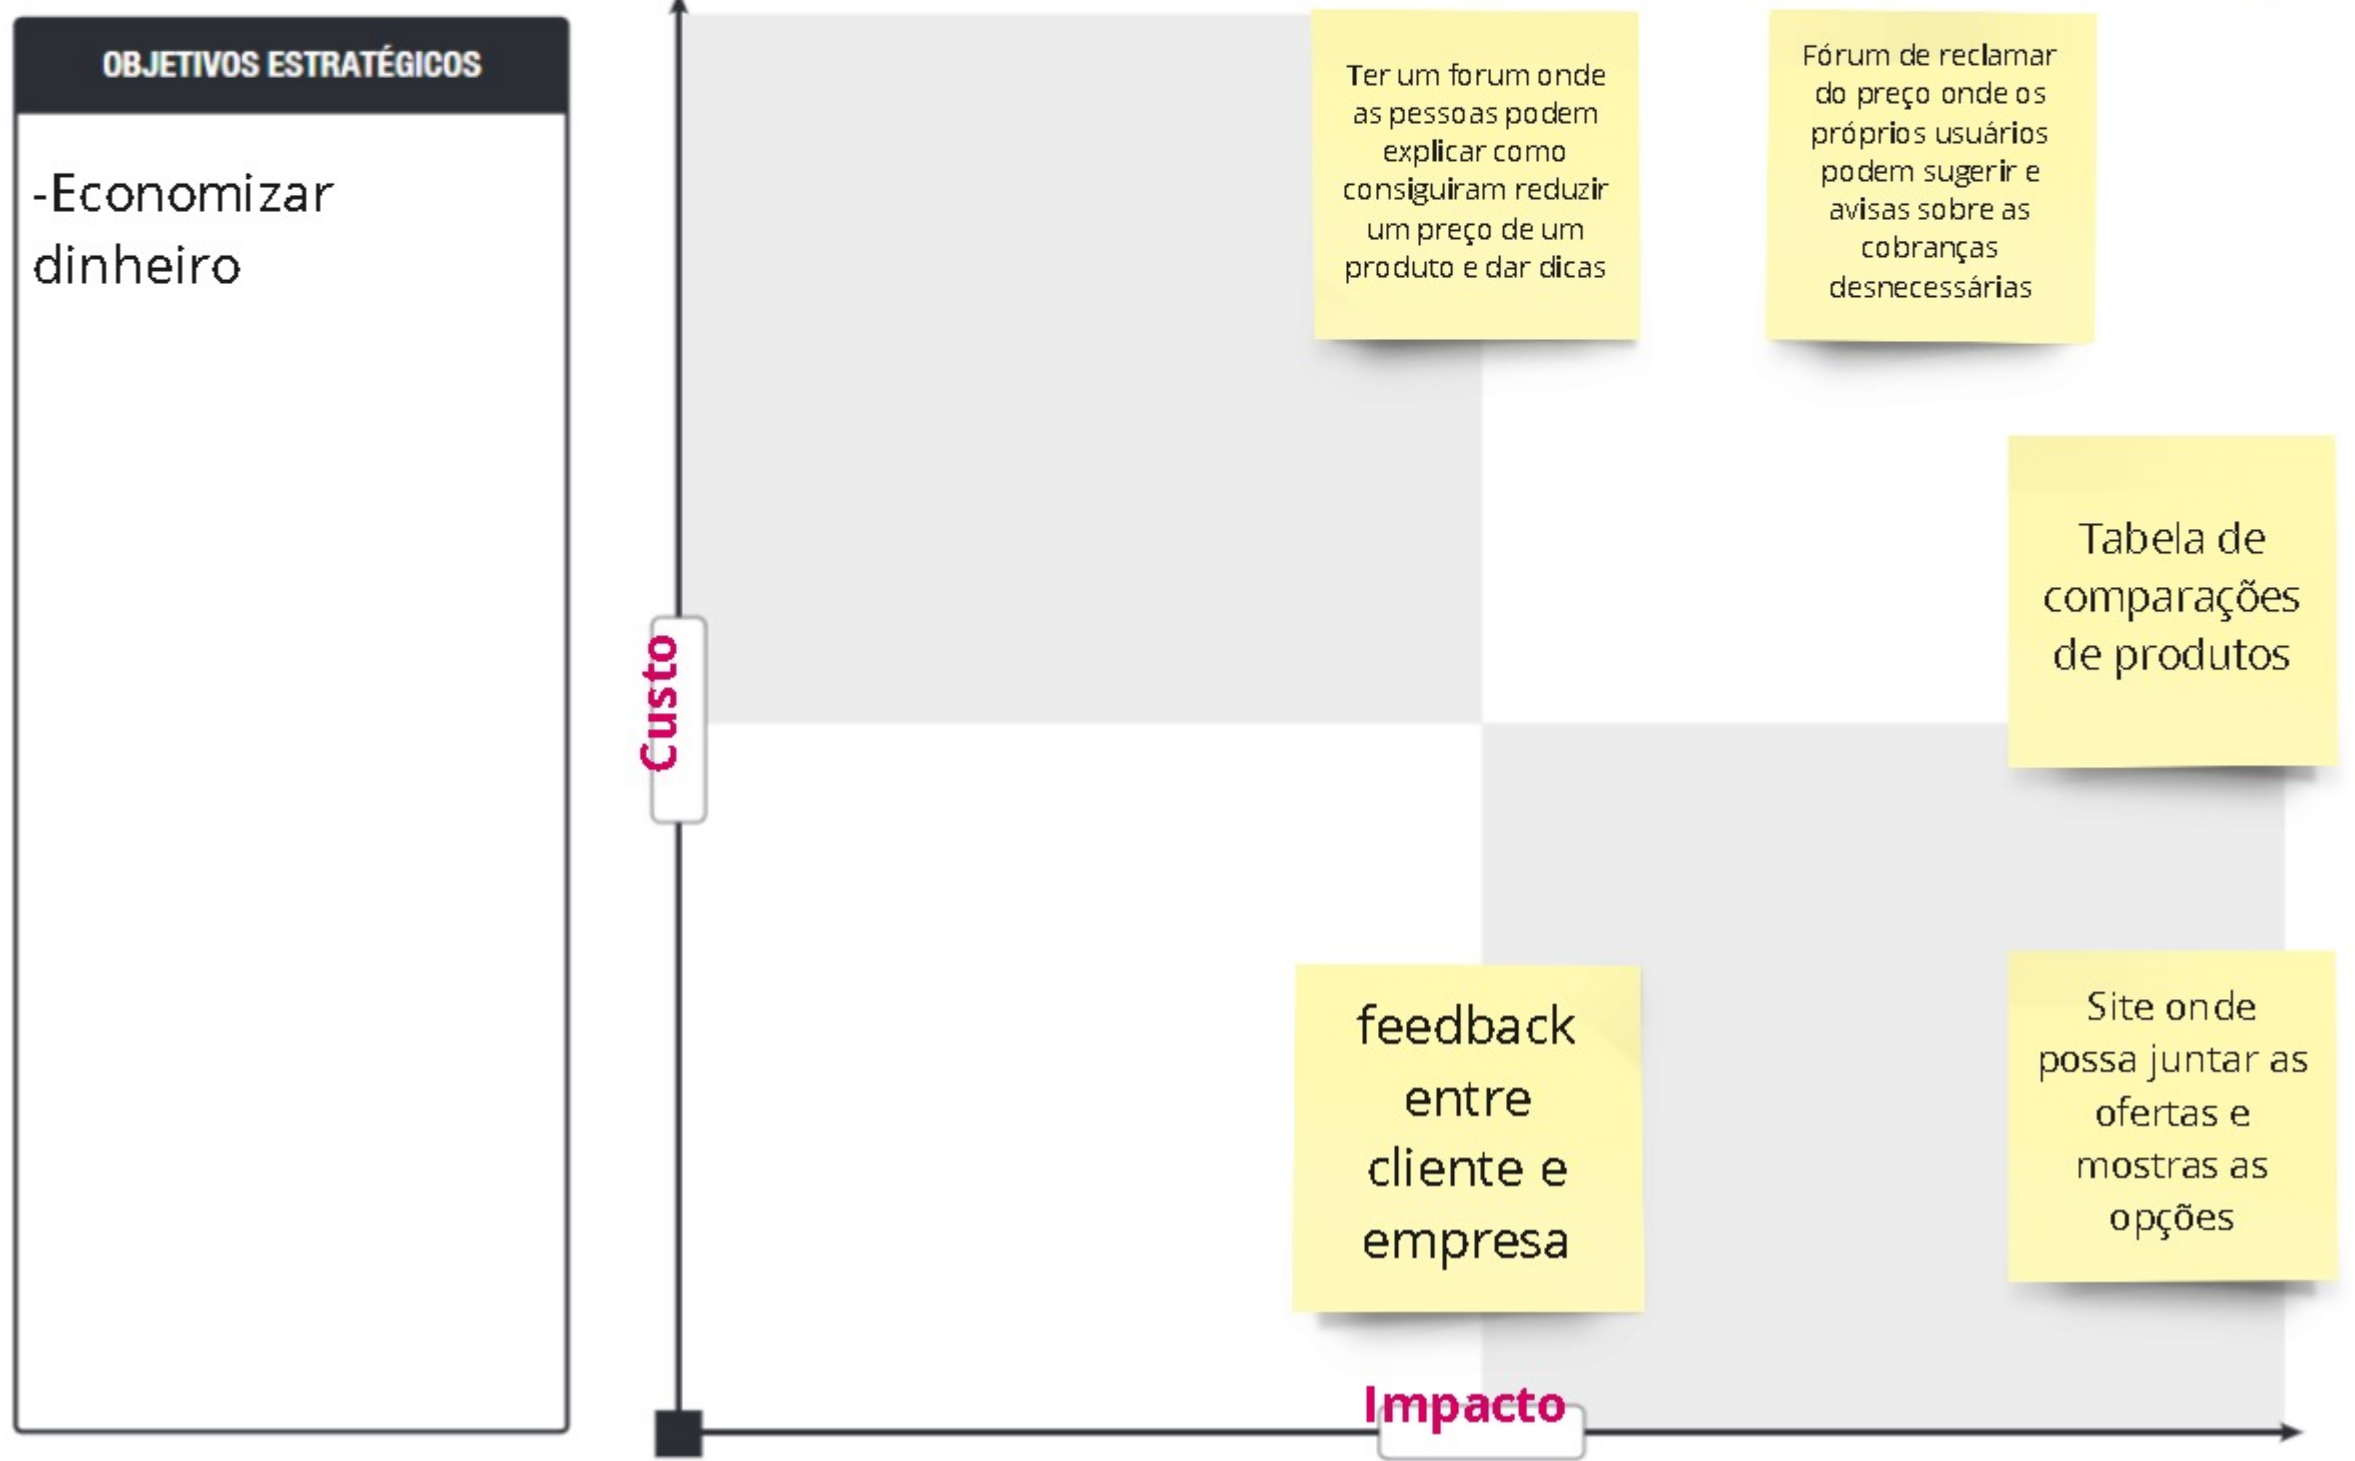 OBJETIVOS ESTRATÉGICOS
-Economizar
dinheiro
Custo
Ter um forum onde
as pessoas podem
explicar como
consiguiram reduzir
um preço de um
produto e dar dicas
Fórum de reclamar
do preço onde os
próprios usuários
podem sugerir e
avisas sobre as
cobranças
desnecessárias
Tabela de
comparações
de produtos
feedback
entre
cliente e
empresa
Site onde
possa juntar as
ofertas e
mostras as
opções
Impacto